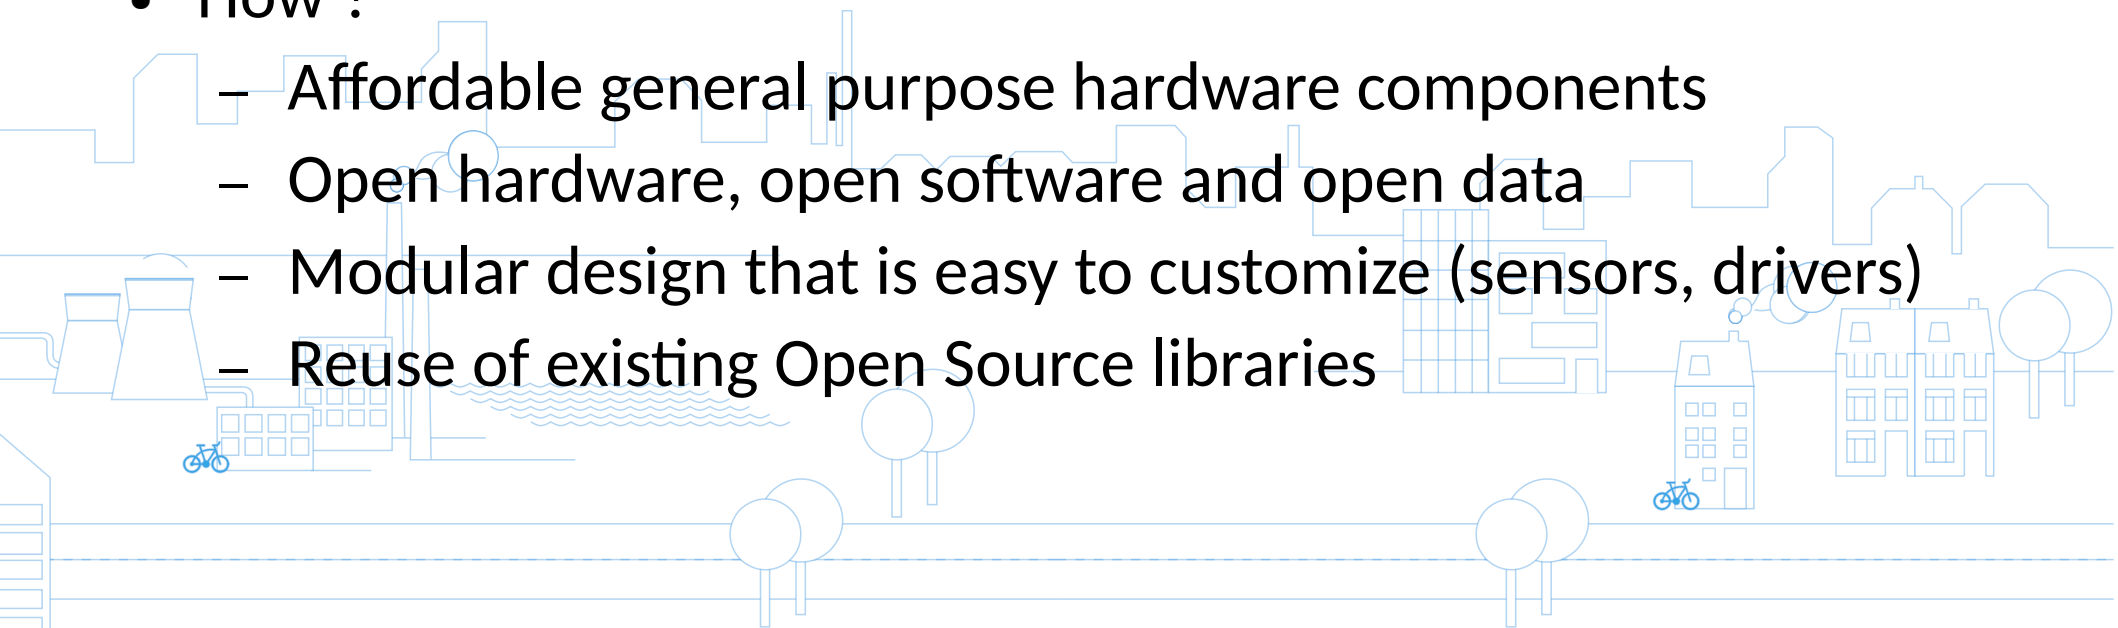 • How ?
– Affordable general purpose hardware components
– Open hardware, open software and open data
– Modular design that is easy to customize (sensors, drivers)
– Reuse of existing Open Source libraries